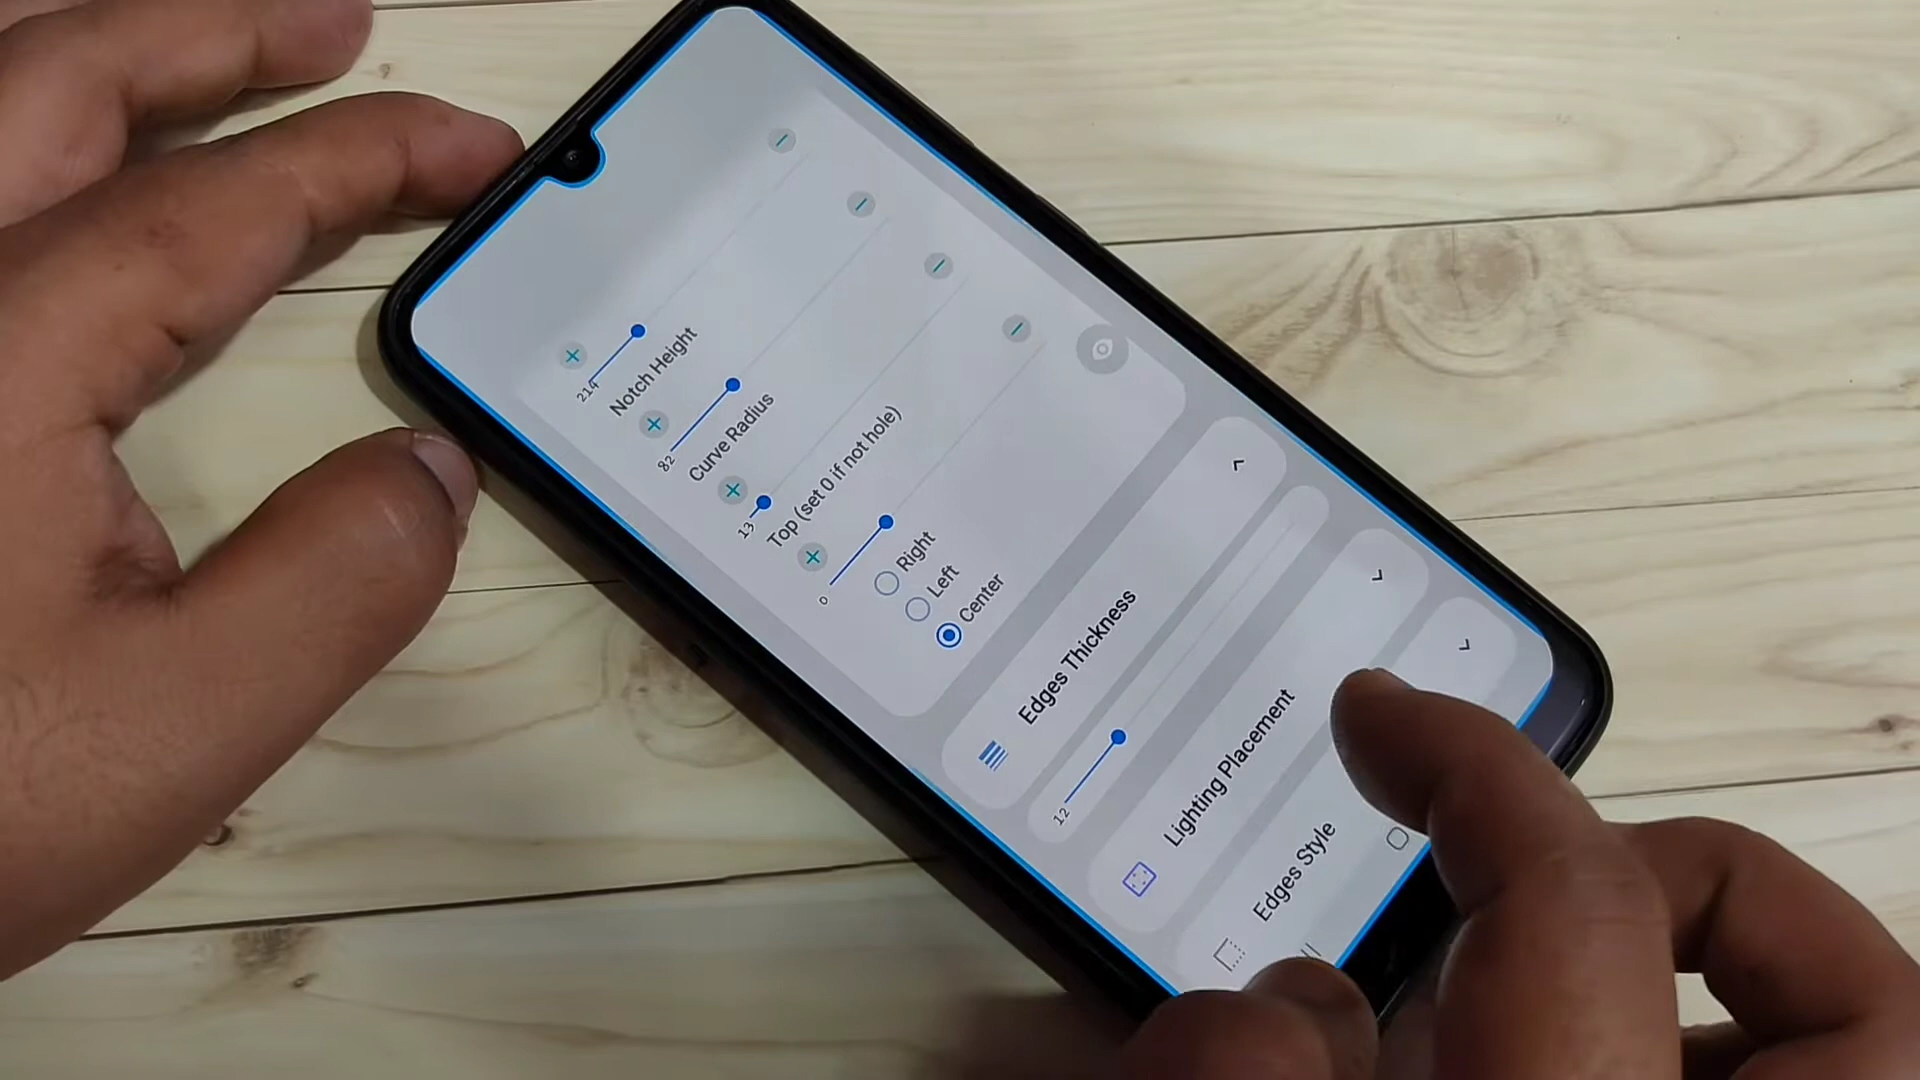 214
Notch Height
82
Curve Radius
13
Top (set 0 if not hole)
0
Right
Left
Center
Edges Thickness
12
Lighting Placement
Edges Style